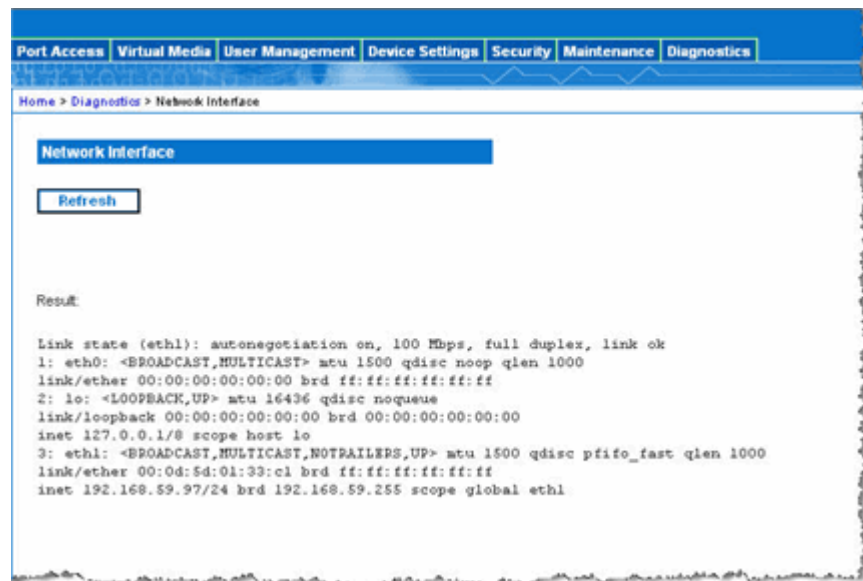 Port Access Virtual Media User Management Device Settings Security Maintenance Diagnostics
Home > Diagnostics > Network Interface
Network Interface
Refresh
Result:
Link state (eth1): autonegotiation on, 100 Mbps, full duplex, link ok
1: eth0: <BROADCAST,MULTICAST> mtu 1500 qdisc noop qlen 1000
link/ether 00:00:00:00:00:00 brd ff:ff:ff:ff:ff:ff
2: lo: <LOOPBACK,UP> mtu 16436 qdisc noqueue
link/loopback 00:00:00:00:00:00 brd 00:00:00:00:00:00
inet 127.0.0.1/8 scope host lo
3: eth1: <BROADCAST,MULTICAST,NOTRAILERS,UP> mtu 1500 qdisc pfifo_fast qlen 1000
link/ether 00:0d:5d:01:33:c1 brd ff:ff:ff:ff:ff:ff
inet 192.168.59.97/24 brd 192.168.59.255 scope global eth1